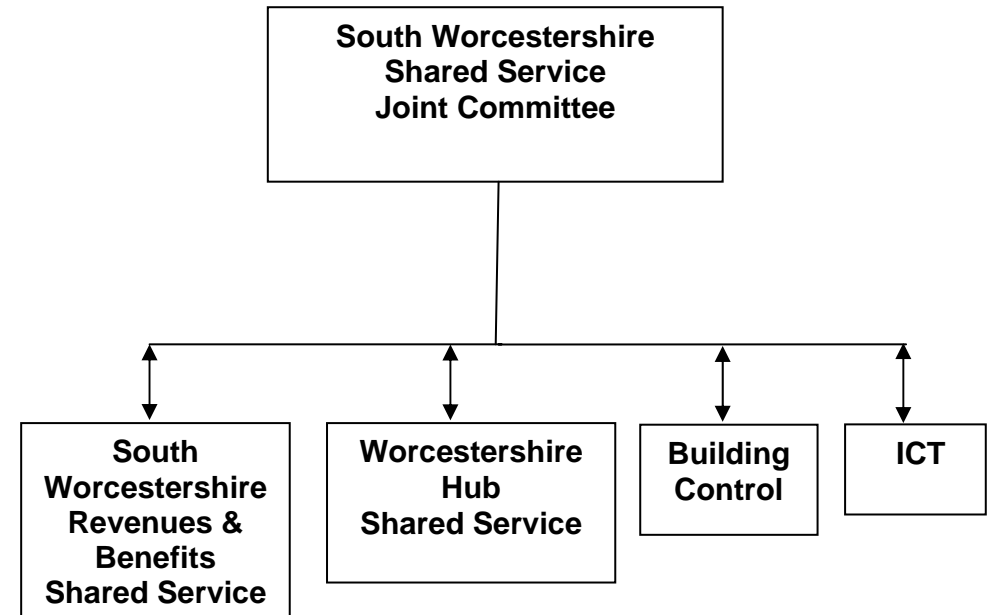 South Worcestershire
Shared Service
Joint Committee
South
Worcestershire
Revenues &
Benefits
Shared Service
Worcestershire
Hub
Shared Service
Building
Control
ICT